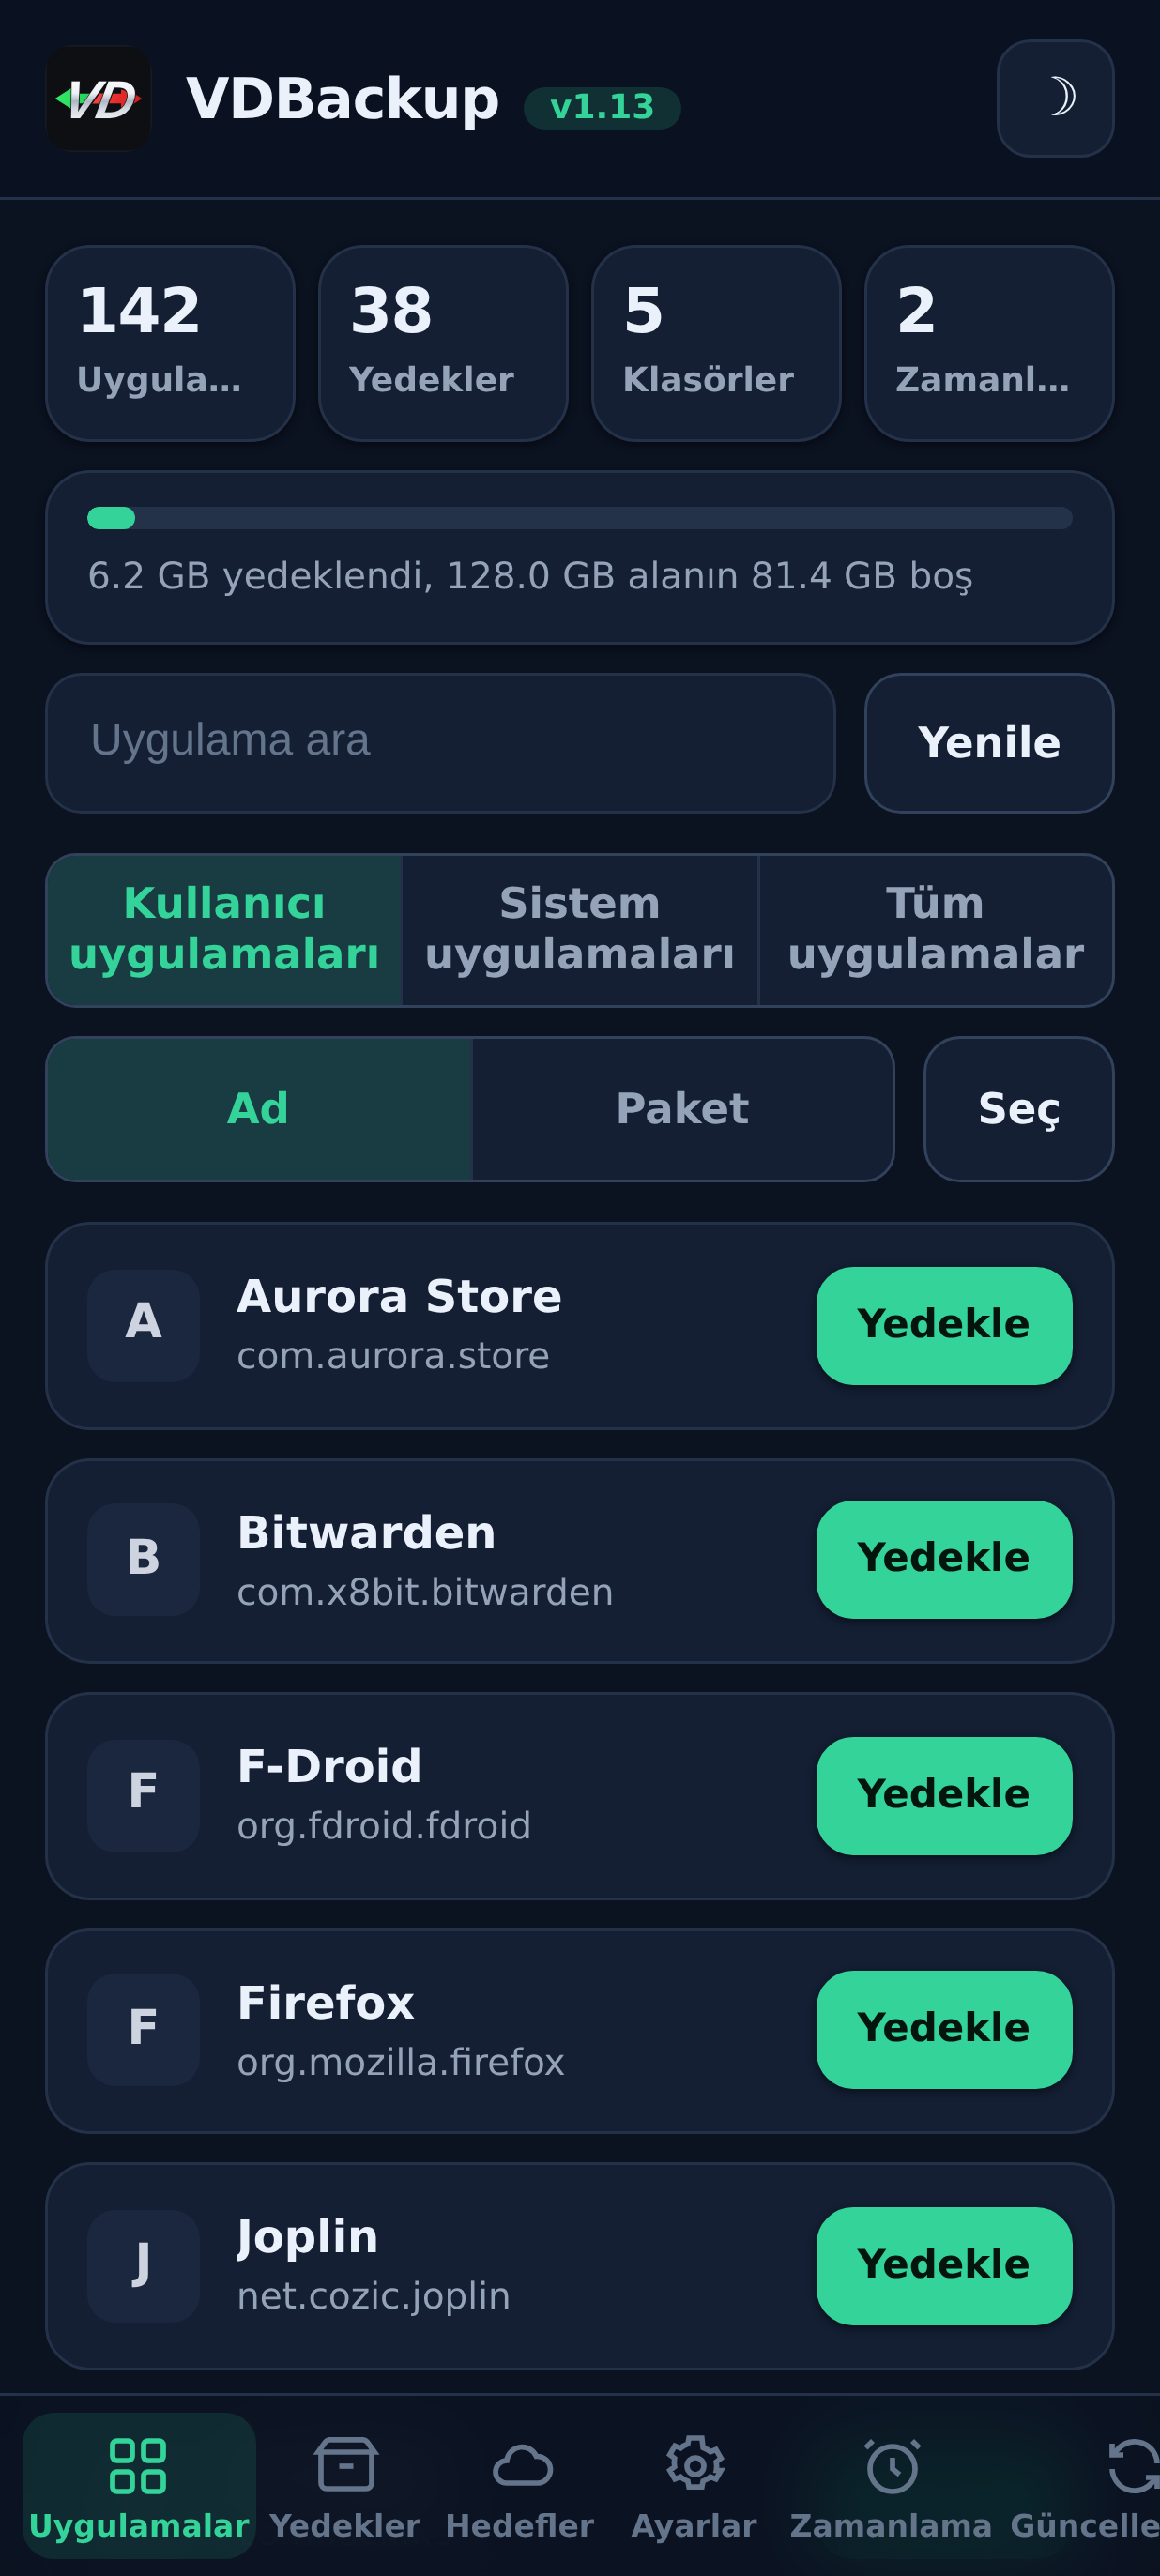 VD
VDBackup v1.13
142
Uygula...
38
Yedekler
5
Klasörler
2
Zamanl...
6.2 GB yedeklendi, 128.0 GB alanın 81.4 GB boş
Uygulama ara
Yenile
Kullanıcı
uygulamaları
Sistem
uygulamaları
Tüm
uygulamalar
Ad
Paket
Seç
A
Aurora Store
com.aurora.store
Yedekle
B
Bitwarden
com.x8bit.bitwarden
Yedekle
F
F-Droid
org.fdroid.fdroid
Yedekle
F
Firefox
org.mozilla.firefox
Yedekle
J
Joplin
net.cozic.joplin
Yedekle
Uygulamalar
Yedekler
Hedefler
Ayarlar
Zamanlama
Güncelle